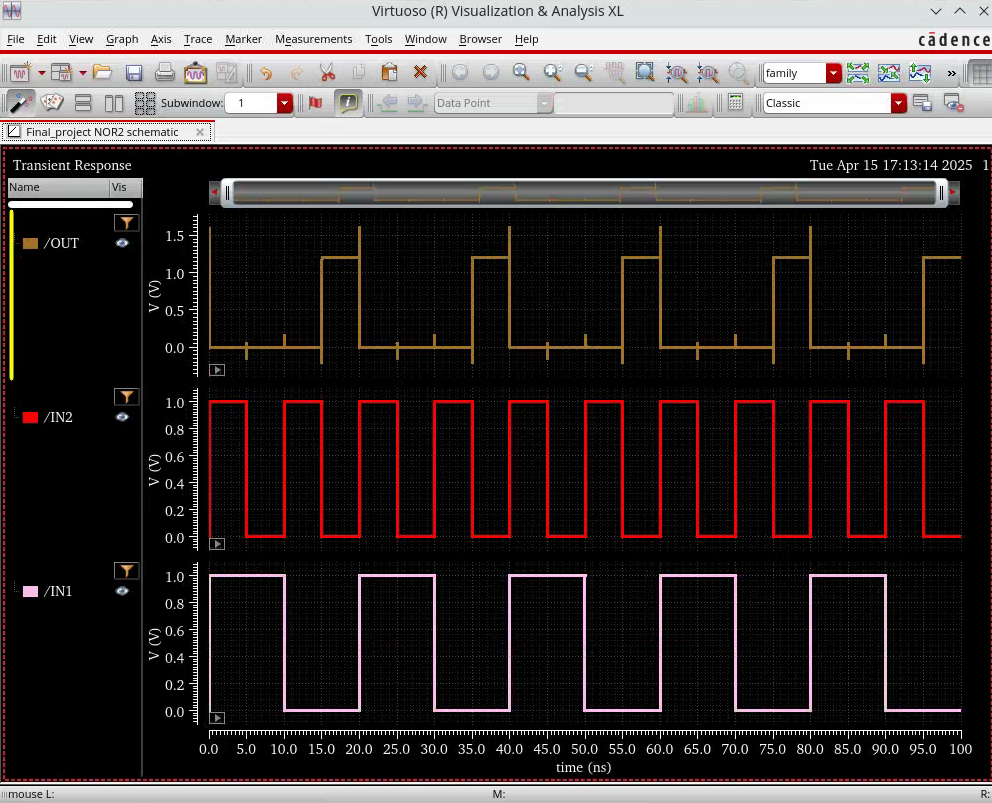 Virtuoso (R) Visualization & Analysis XL
File Edit View Graph Axis Trace Marker Measurements Tools Window Browser Help
cādence
family
»
Subwindow: 1
Data Point
Classic
Final_project NOR2 schematic
Transient Response
Tue Apr 15 17:13:14 2025 1
Name Vis
/OUT
V (V)
1.5
1.0
0.5
0.0
/IN2
V (V)
1.0
0.8
0.6
0.4
0.2
0.0
/IN1
V (V)
1.0
0.8
0.6
0.4
0.2
0.0
0.0 5.0 10.0 15.0 20.0 25.0 30.0 35.0 40.0 45.0 50.0 55.0 60.0 65.0 70.0 75.0 80.0 85.0 90.0 95.0 100
time (ns)
mouse L: M: R: